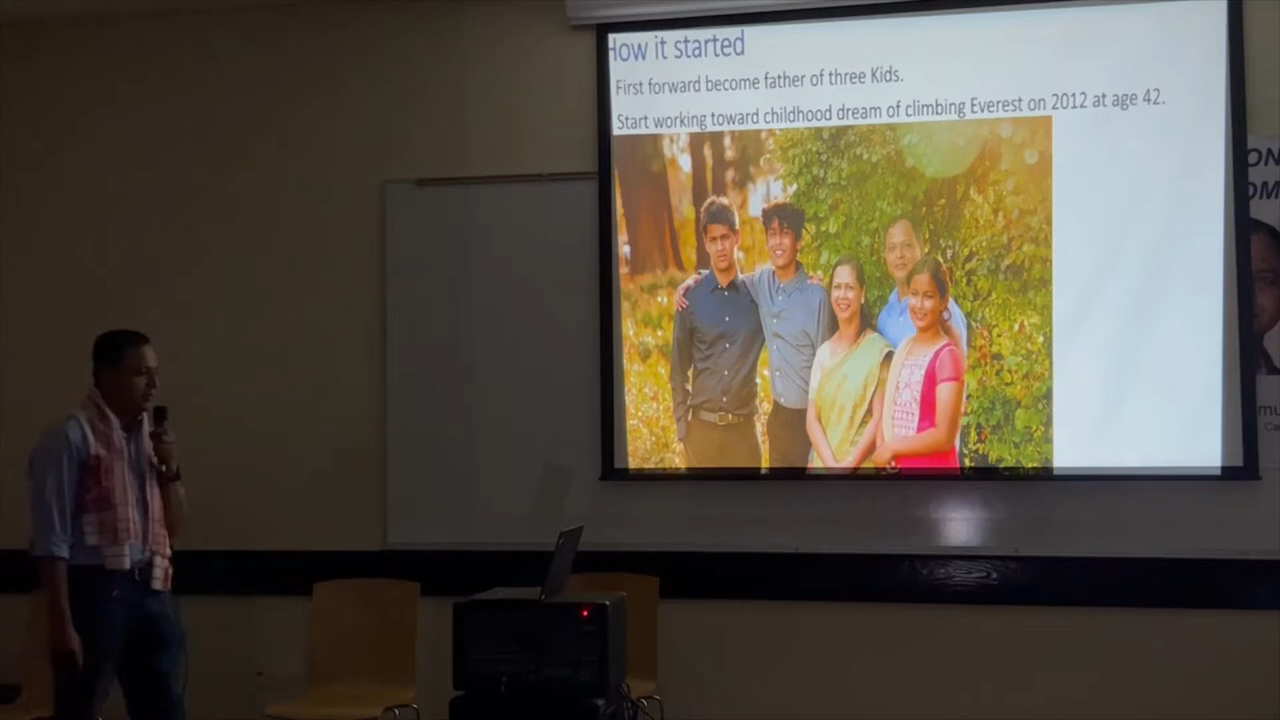 How it started
First forward become father of three Kids.
Start working toward childhood dream of climbing Everest on 2012 at age 42.
ON